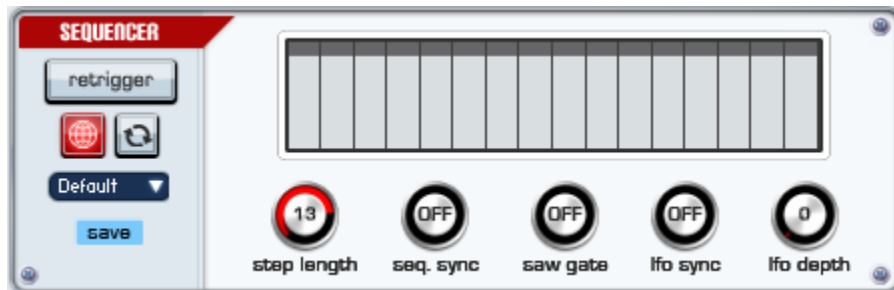 SEQUENCER
retrigger
Default
save
13 OFF OFF OFF 0
step length seq. sync saw gate lfo sync lfo depth